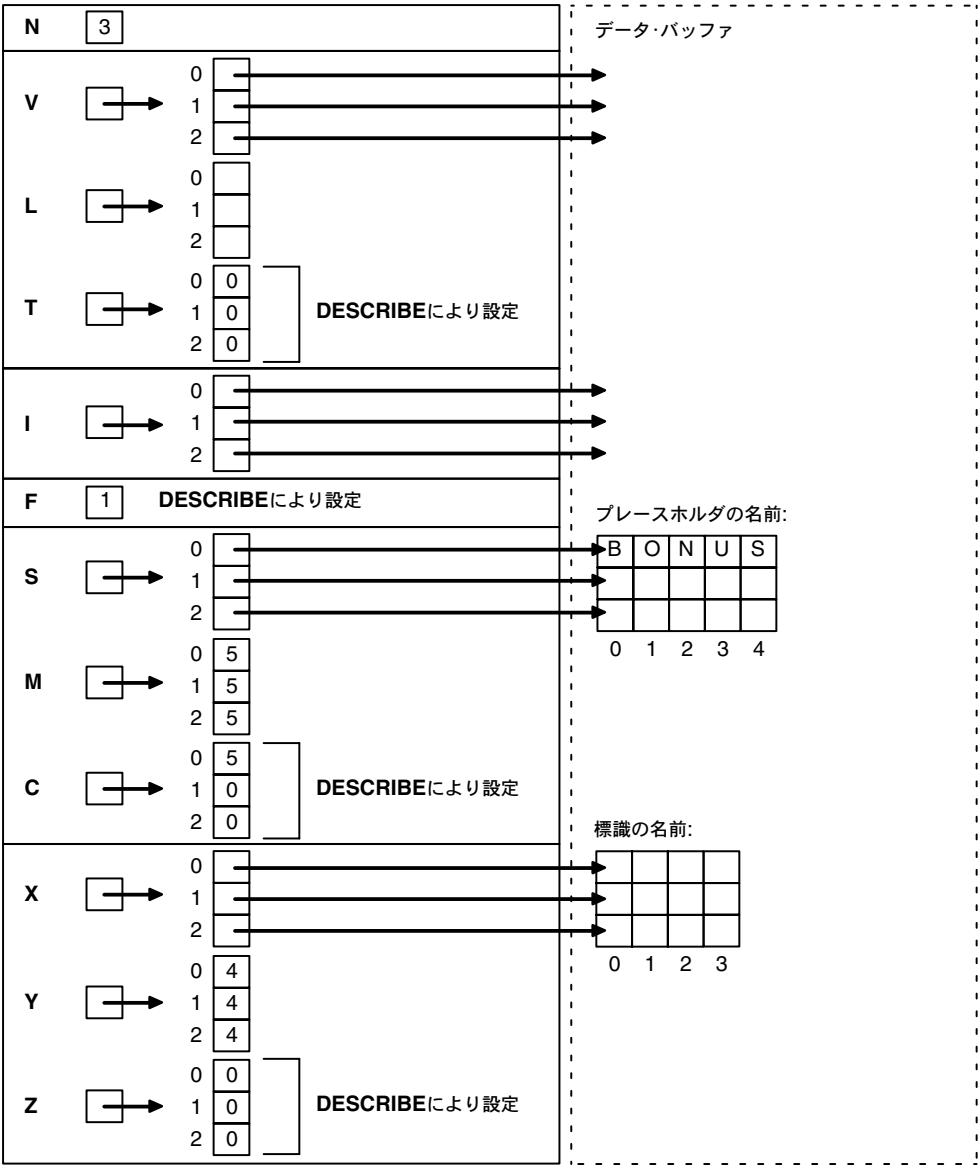 N 3
データ・バッファ
V 0
1
2
L 0
1
2
T 0 0
1 0
2 0
DESCRIBEにより設定
I 0
1
2
F 1 DESCRIBEにより設定
プレースホルダの名前:
S 0 B O N U S
1
2
0 1 2 3 4
M 0 5
1 5
2 5
C 0 5
1 0
2 0
DESCRIBEにより設定
標識の名前:
X 0
1
2
0 1 2 3
Y 0 4
1 4
2 4
Z 0 0
1 0
2 0
DESCRIBEにより設定